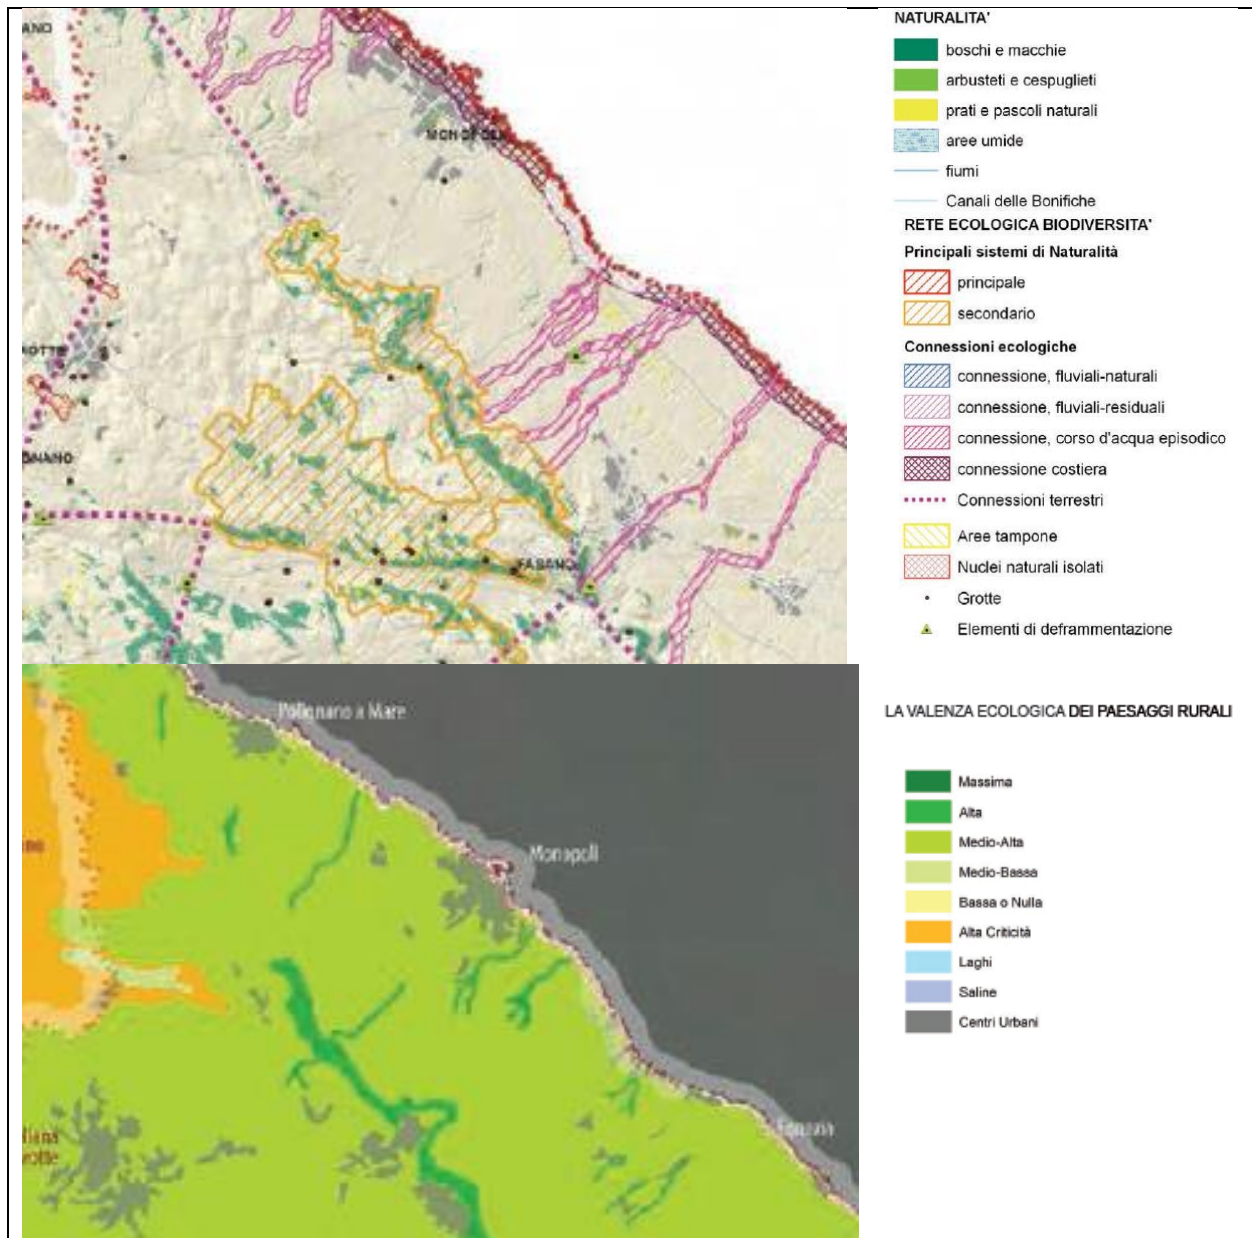 NATURALITA'
boschi e macchie
arbusteti e cespuglieti
prati e pascoli naturali
aree umide
fiumi
Canali delle Bonifiche
RETE ECOLOGICA BIODIVERSITA'
Principali sistemi di Naturalità
principale
secondario
Connessioni ecologiche
connessione, fluviali-naturali
connessione, fluviali-residuali
connessione, corso d'acqua episodico
connessione costiera
Connessioni terrestri
Aree tampone
Nuclei naturali isolati
Grotte
Elementi di deframmentazione
MONOPOLI
FASANO
LA VALENZA ECOLOGICA DEI PAESAGGI RURALI
Massima
Alta
Medio-Alta
Medio-Bassa
Bassa o Nulla
Alta Criticità
Laghi
Saline
Centri Urbani
Polignano a Mare
Monopoli